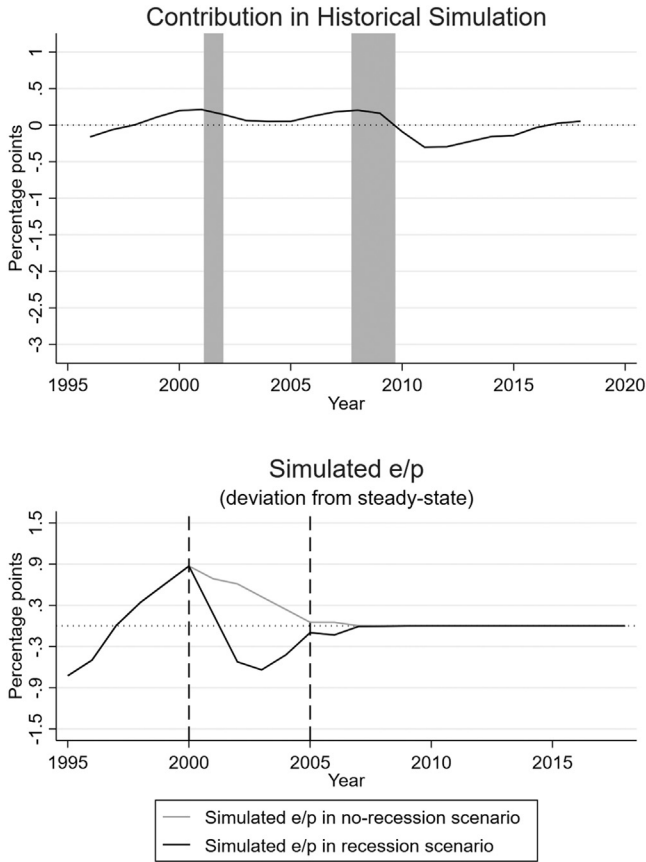 Contribution in Historical Simulation
Percentage points
1
.5
0
-.5
-1
-1.5
-2
-2.5
-3
1995 2000 2005 2010 2015 2020
Year
Simulated e/p
(deviation from steady-state)
Percentage points
1.5
.9
.3
-.3
-.9
-1.5
1995 2000 2005 2010 2015
Year
Simulated e/p in no-recession scenario
Simulated e/p in recession scenario